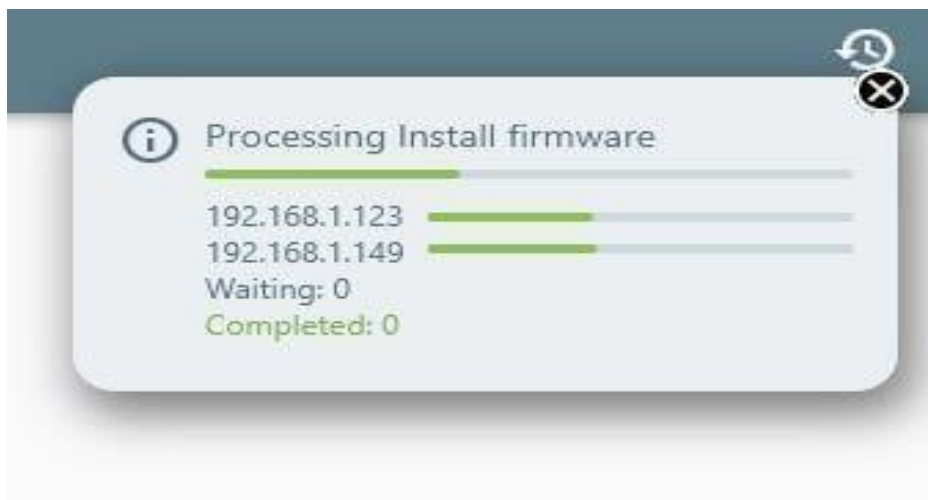 Processing Install firmware
192.168.1.123
192.168.1.149
Waiting: 0
Completed: 0